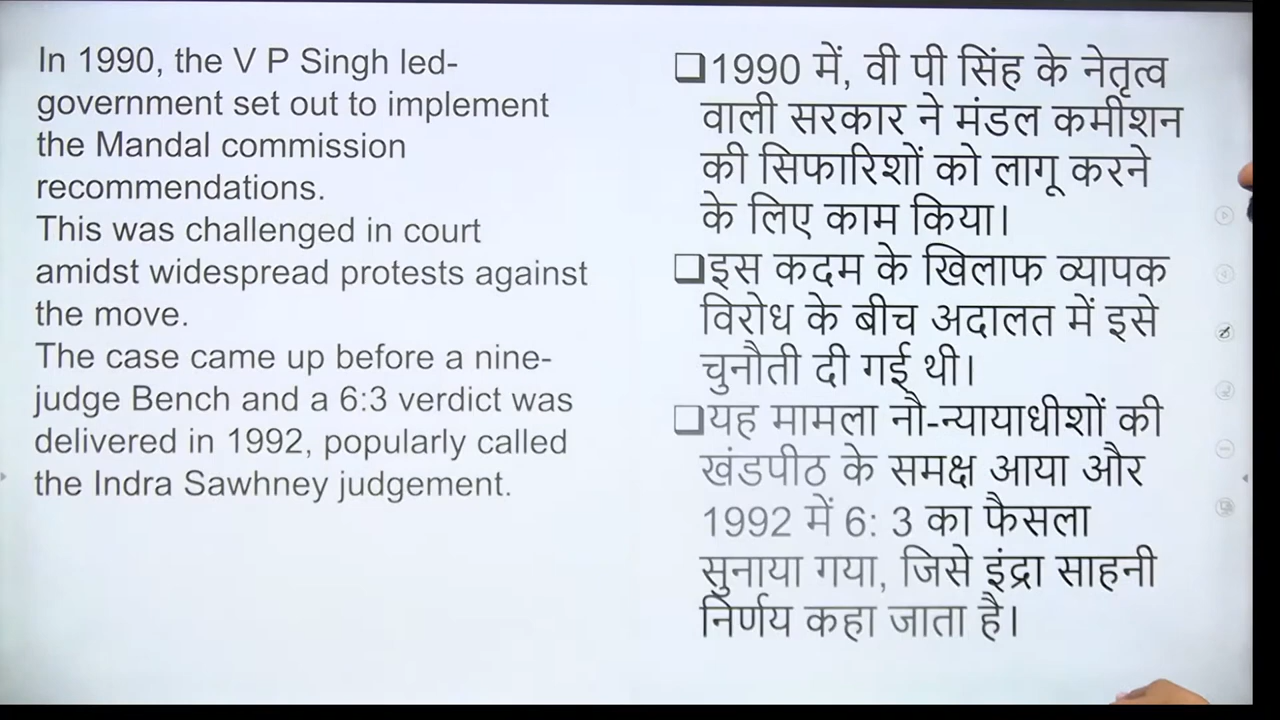 In 1990, the V P Singh led-
government set out to implement
the Mandal commission
recommendations.
This was challenged in court
amidst widespread protests against
the move.
The case came up before a nine-
judge Bench and a 6:3 verdict was
delivered in 1992, popularly called
the Indra Sawhney judgement.
❑1990 में, वी पी सिंह के नेतृत्व
वाली सरकार ने मंडल कमीशन
की सिफारिशों को लागू करने
के लिए काम किया।
❑इस कदम के खिलाफ व्यापक
विरोध के बीच अदालत में इसे
चुनौती दी गई थी।
❑यह मामला नौ-न्यायाधीशों की
खंडपीठ के समक्ष आया और
1992 में 6: 3 का फैसला
सुनाया गया, जिसे इंद्रा साहनी
निर्णय कहा जाता है।